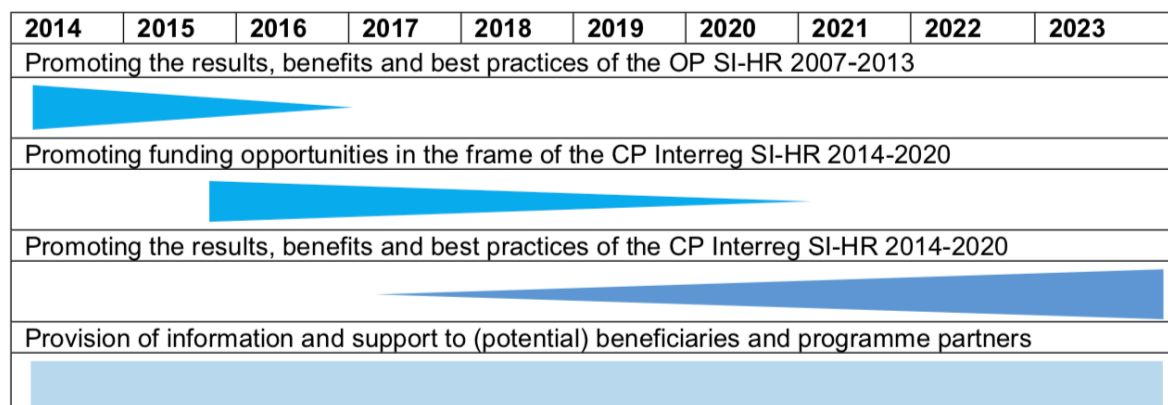 2014 2015 2016 2017 2018 2019 2020 2021 2022 2023
Promoting the results, benefits and best practices of the OP SI-HR 2007-2013
Promoting funding opportunities in the frame of the CP Interreg SI-HR 2014-2020
Promoting the results, benefits and best practices of the CP Interreg SI-HR 2014-2020
Provision of information and support to (potential) beneficiaries and programme partners